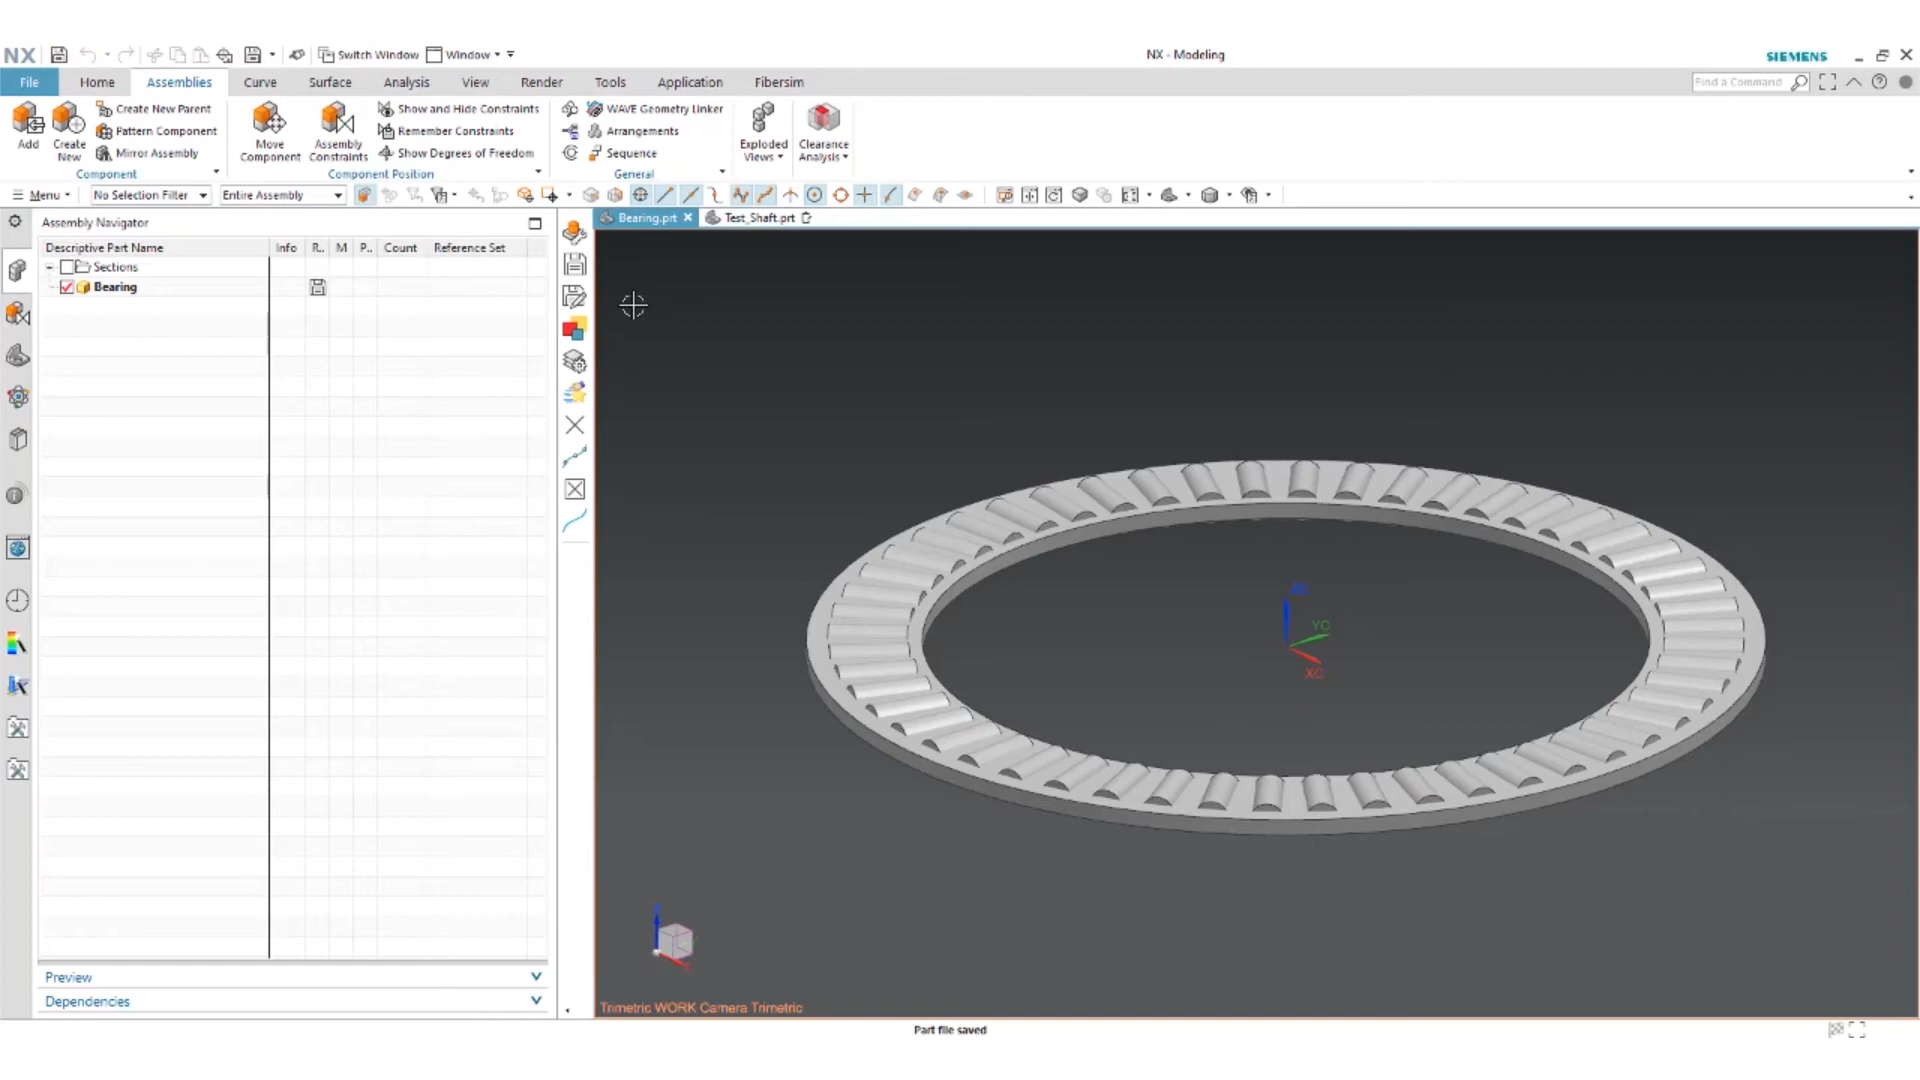 NX Switch Window Window NX - Modeling SIEMENS
File Home Assemblies Curve Surface Analysis View Render Tools Application Fibersim Find a Command
Add
Create New
Create New Parent
Pattern Component
Mirror Assembly
Component
Move Component
Assembly Constraints
Show and Hide Constraints
Remember Constraints
Show Degrees of Freedom
Component Position
WAVE Geometry Linker
Arrangements
Sequence
General
Exploded Views
Clearance Analysis
Menu No Selection Filter Entire Assembly
Assembly Navigator
Bearing.prt Test_Shaft.prt
Descriptive Part Name Info R.. M P.. Count Reference Set
Sections
Bearing
YC
XC
Preview
Dependencies
Trimetric WORK Camera Trimetric
Part file saved